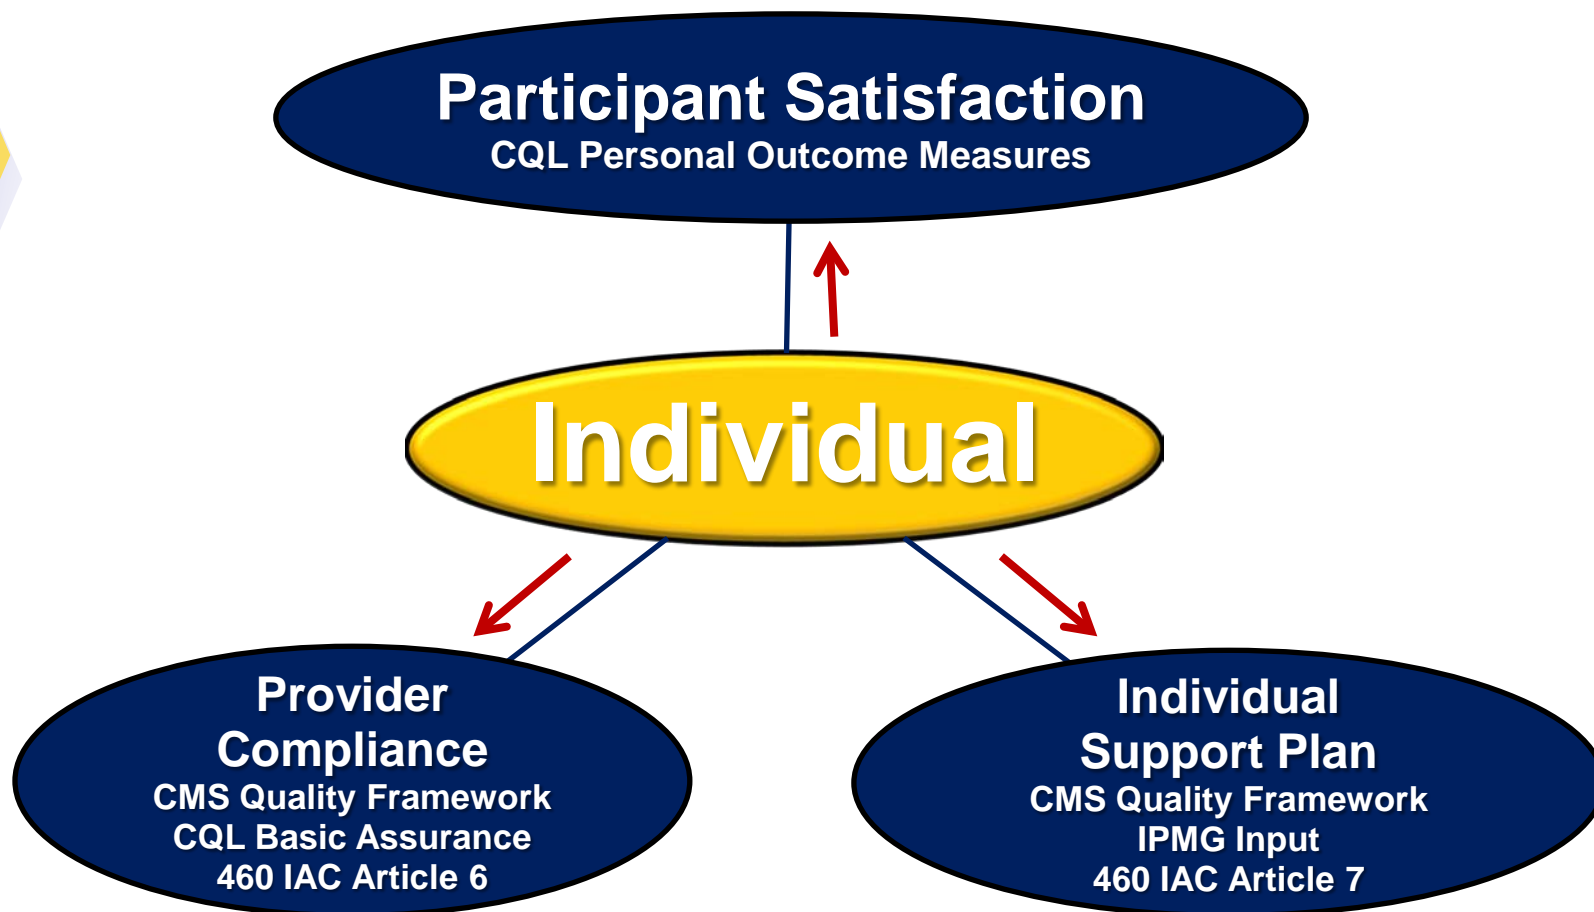 Participant Satisfaction
CQL Personal Outcome Measures
Individual
Provider
Compliance
CMS Quality Framework
CQL Basic Assurance
460 IAC Article 6
Individual
Support Plan
CMS Quality Framework
IPMG Input
460 IAC Article 7